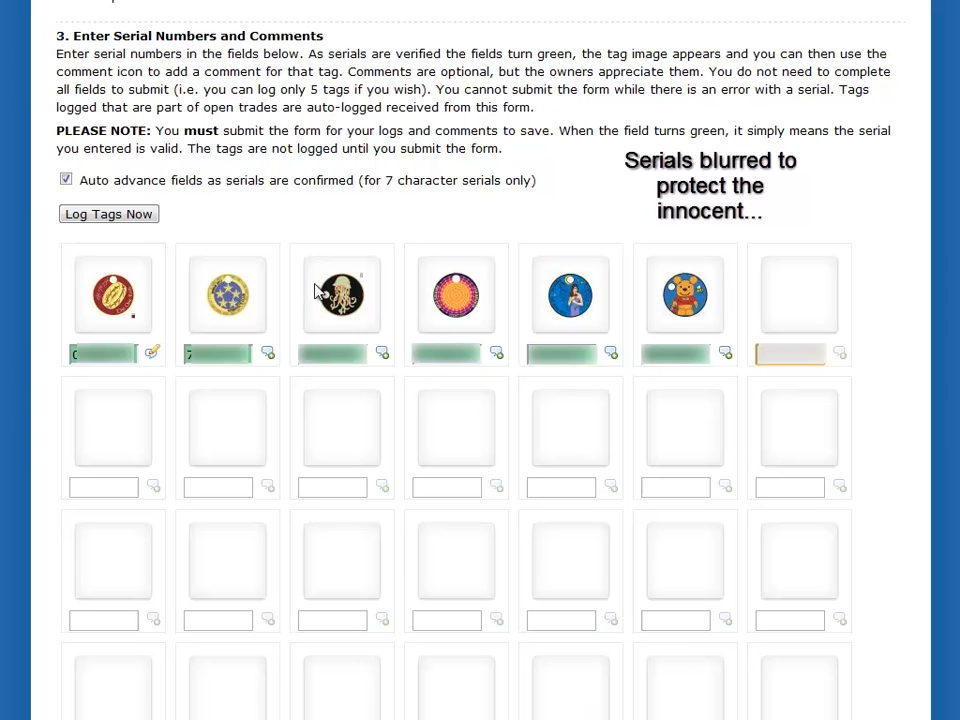 3. Enter Serial Numbers and Comments
Enter serial numbers in the fields below. As serials are verified the fields turn green, the tag image appears and you can then use the
comment icon to add a comment for that tag. Comments are optional, but the owners appreciate them. You do not need to complete
all fields to submit (i.e. you can log only 5 tags if you wish). You cannot submit the form while there is an error with a serial. Tags
logged that are part of open trades are auto-logged received from this form.
PLEASE NOTE: You must submit the form for your logs and comments to save. When the field turns green, it simply means the serial
you entered is valid. The tags are not logged until you submit the form.
Serials blurred to
protect the
innocent...
Auto advance fields as serials are confirmed (for 7 character serials only)
Log Tags Now